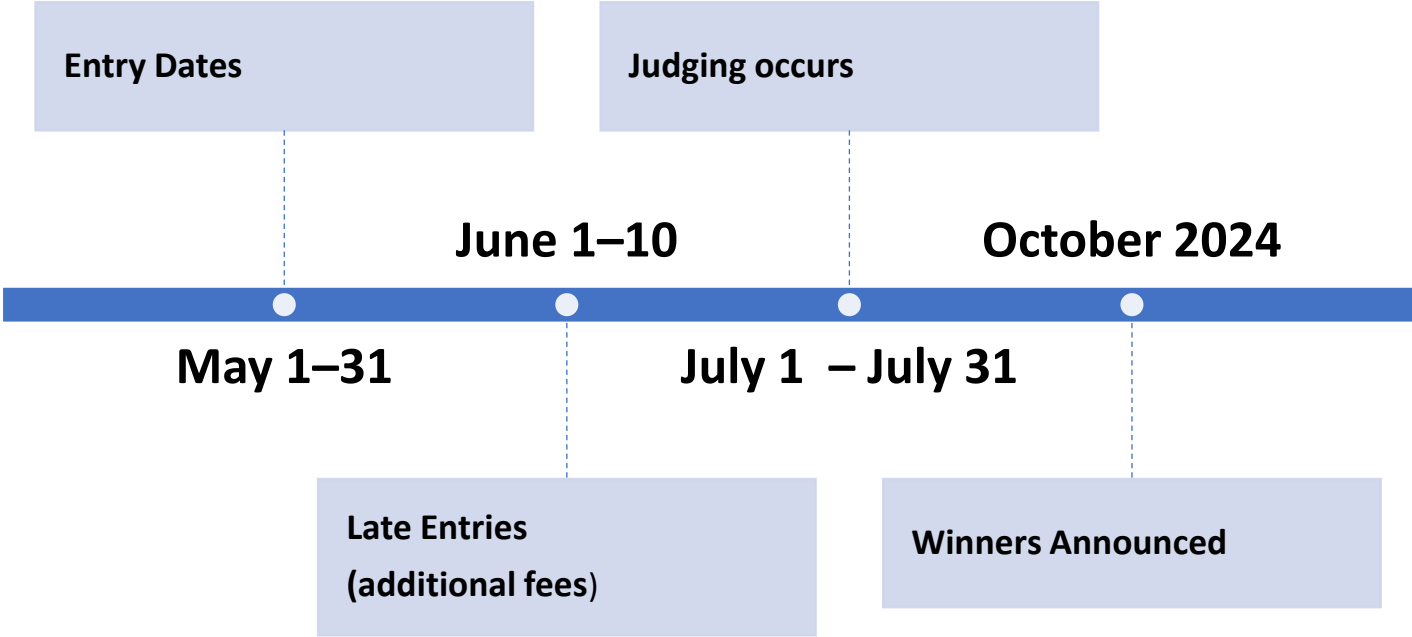 Entry Dates
Judging occurs
June 1–10
October 2024
May 1–31
July 1  – July 31
Late Entries
(additional fees)
Winners Announced